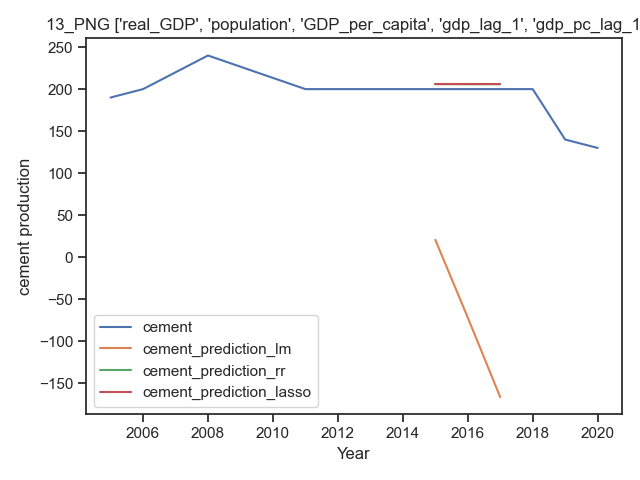 13_PNG ['real_GDP', 'population', 'GDP_per_capita', 'gdp_lag_1', 'gdp_pc_lag_1
250
200
150
100
50
0
−50
−100
−150
cement production
cement
cement_prediction_lm
cement_prediction_rr
cement_prediction_lasso
2006 2008 2010 2012 2014 2016 2018 2020
Year